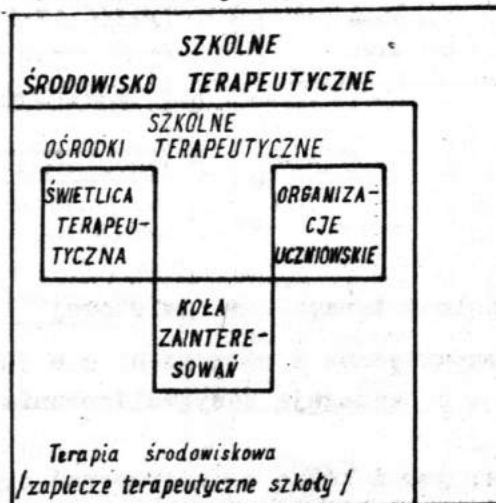 SZKOLNE
ŚRODOWISKO TERAPEUTYCZNE
SZKOLNE
OŚRODKI TERAPEUTYCZNE
ŚWIETLICA
TERAPEU-
TYCZNA
ORGANIZA-
CJE
UCZNIOWSKIE
KOŁA
ZAINTERE-
SOWAŃ
Terapia środowiskowa
/zaplecze terapeutyczne szkoły/